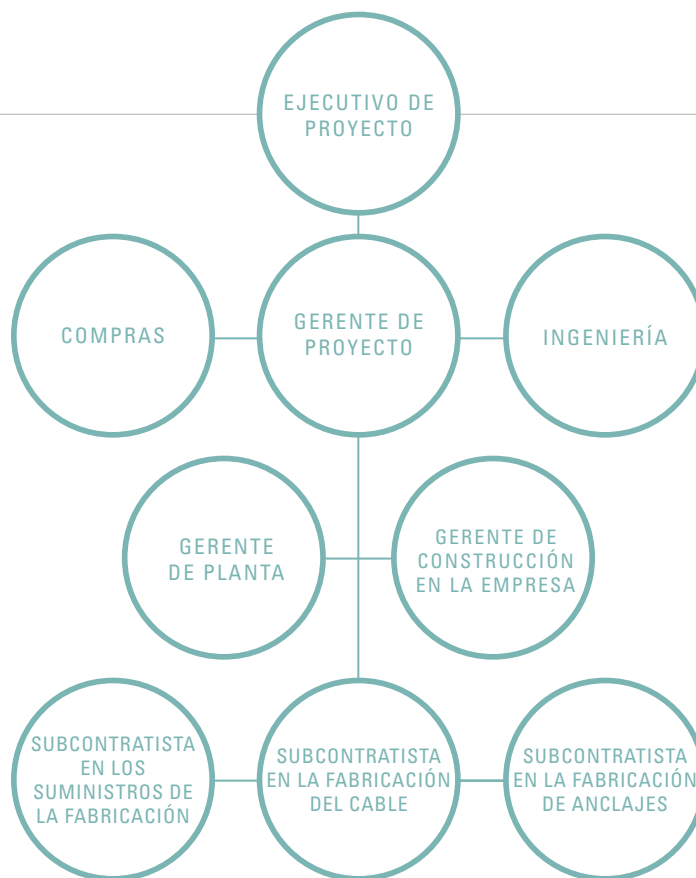 EJECUTIVO DE
PROYECTO
COMPRAS
GERENTE DE
PROYECTO
INGENIERÍA
GERENTE
DE PLANTA
GERENTE DE
CONSTRUCCIÓN
EN LA EMPRESA
SUBCONTRATISTA
EN LOS
SUMINISTROS DE
LA FABRICACIÓN
SUBCONTRATISTA
EN LA FABRICACIÓN
DEL CABLE
SUBCONTRATISTA
EN LA FABRICACIÓN
DE ANCLAJES